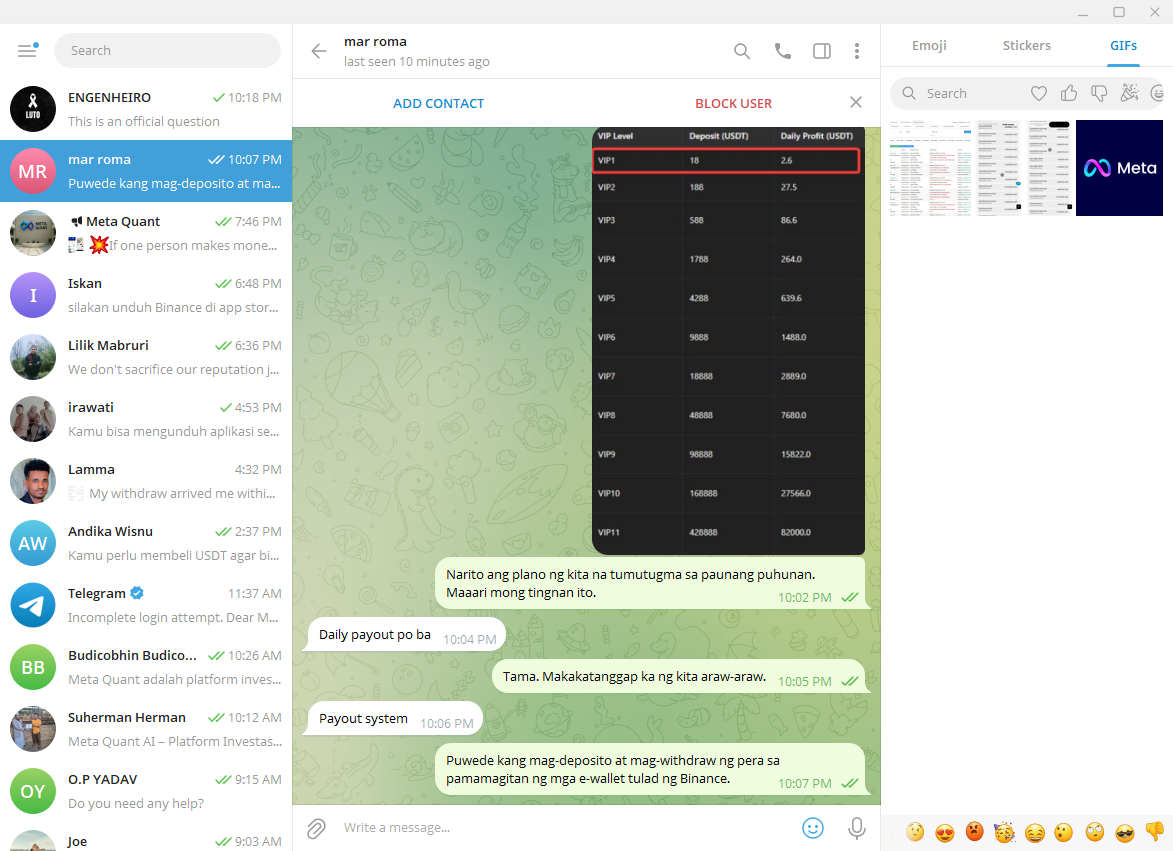 Search
ENGENHEIRO 10:18 PM
This is an official question
LUTO
MR
mar roma 10:07 PM
Puwede kang mag-deposito at ma...
Meta Quant 7:46 PM
If one person makes mone...
I
Iskan 6:48 PM
silakan unduh Binance di app stor...
Lilik Mabruri 6:36 PM
We don't sacrifice our reputation j...
irawati 4:53 PM
Kamu bisa mengunduh aplikasi se...
Lamma 4:32 PM
My withdraw arrived me withi...
AW
Andika Wisnu 2:37 PM
Kamu perlu membeli USDT agar bi...
Telegram 11:37 AM
Incomplete login attempt. Dear M...
BB
Budicobhin Budico... 10:26 AM
Meta Quant adalah platform inves...
Suherman Herman 10:12 AM
Meta Quant AI – Platform Investas...
OY
O.P YADAV 9:15 AM
Do you need any help?
Joe 9:03 AM
mar roma
last seen 10 minutes ago
ADD CONTACT BLOCK USER
VIP Level Deposit (USDT) Daily Profit (USDT)
VIP1 18 2.6
VIP2 188 27.5
VIP3 588 86.6
VIP4 1788 264.0
VIP5 4288 639.6
VIP6 9888 1488.0
VIP7 18888 2889.0
VIP8 48888 7680.0
VIP9 98888 15822.0
VIP10 168888 27566.0
VIP11 428888 82000.0
Narito ang plano ng kita na tumutugma sa paunang puhunan.
Maaari mong tingnan ito. 10:02 PM
Daily payout po ba 10:04 PM
Tama. Makakatanggap ka ng kita araw-araw. 10:05 PM
Payout system 10:06 PM
Puwede kang mag-deposito at mag-withdraw ng pera sa
pamamagitan ng mga e-wallet tulad ng Binance. 10:07 PM
Write a message...
Emoji Stickers GIFs
Search
Meta